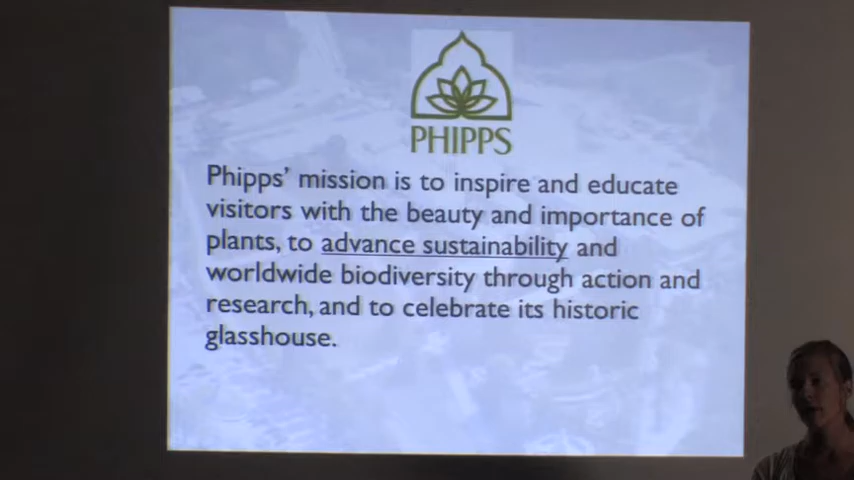 PHIPPS
Phipps’ mission is to inspire and educate
visitors with the beauty and importance of
plants, to advance sustainability and
worldwide biodiversity through action and
research, and to celebrate its historic
glasshouse.